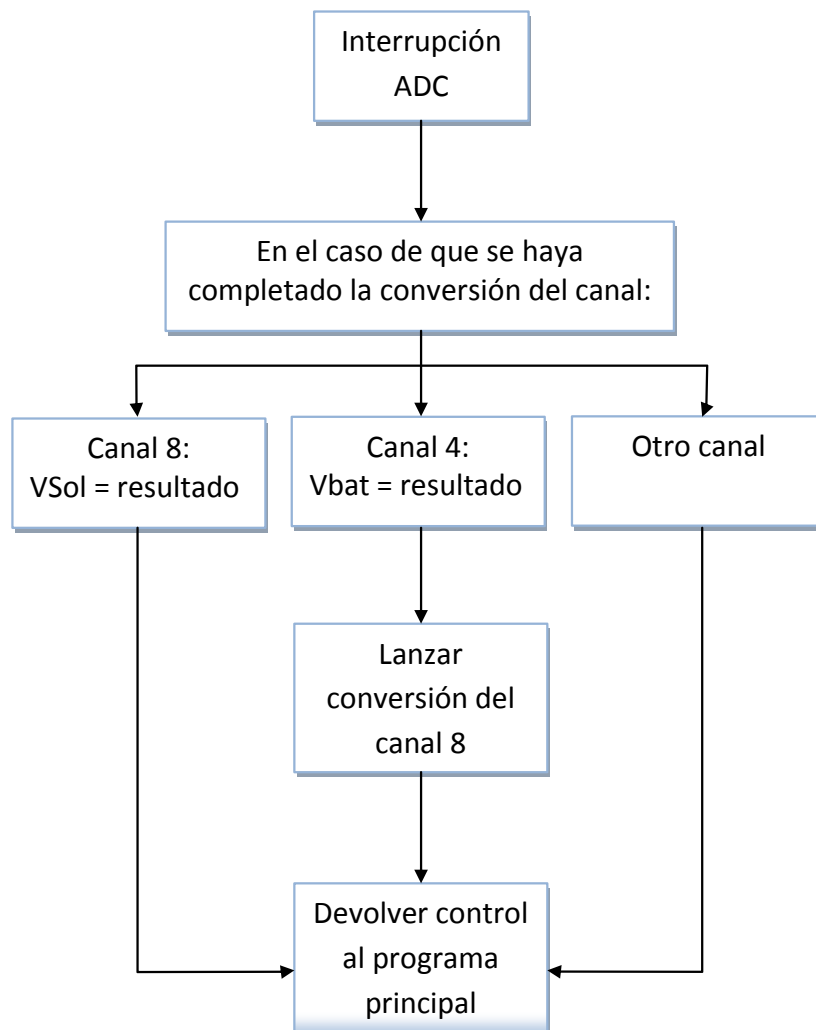 Interrupción
ADC
En el caso de que se haya
completado la conversión del canal:
Canal 8:
VSol = resultado
Canal 4:
Vbat = resultado
Otro canal
Lanzar
conversión del
canal 8
Devolver control
al programa
principal